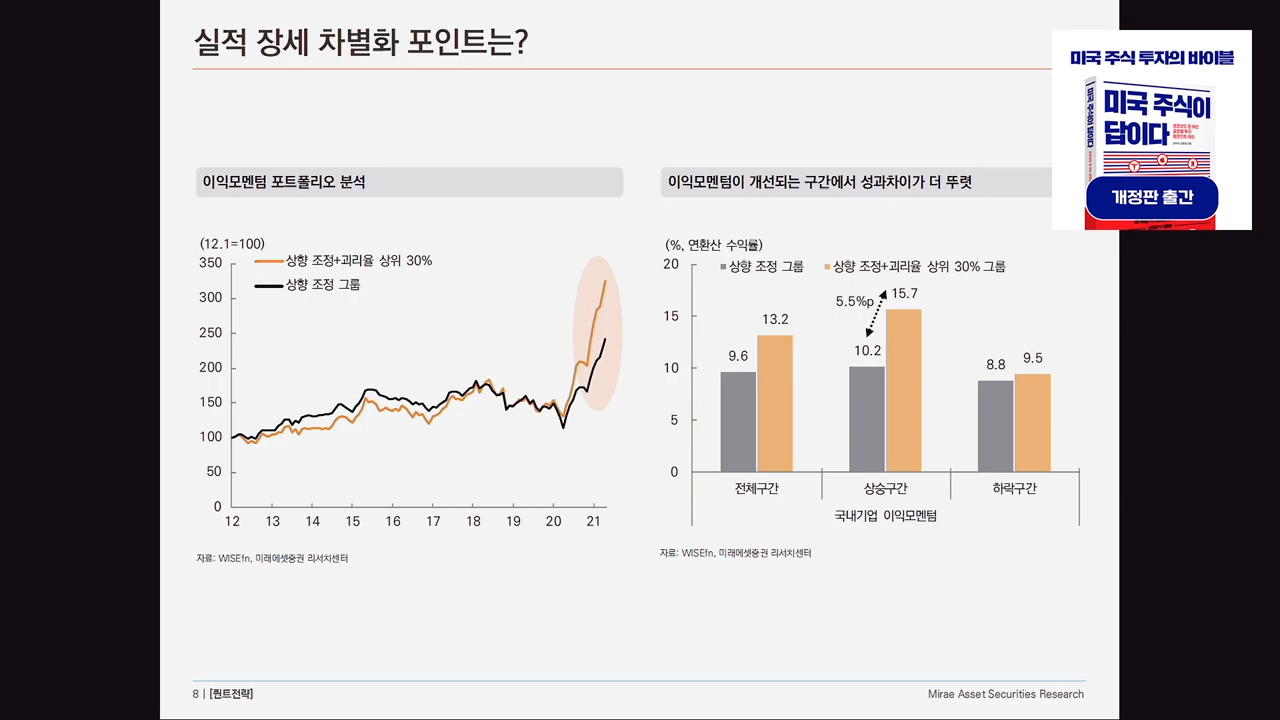 실적 장세 차별화 포인트는?
미국 주식 투자의 바이블
미국 주식이 답이다
미국 주식이
답이다
개정판 출간
이익모멘텀 포트폴리오 분석
(12.1=100)
350
300
250
200
150
100
50
0
상향 조정+괴리율 상위 30%
상향 조정 그룹
12 13 14 15 16 17 18 19 20 21
자료: WISEfn, 미래에셋증권 리서치센터
이익모멘텀이 개선되는 구간에서 성과차이가 더 뚜렷
(%, 연환산 수익률)
20
15
10
5
0
상향 조정 그룹 상향 조정+괴리율 상위 30% 그룹
5.5%p
9.6 13.2 10.2 15.7 8.8 9.5
전체구간 상승구간 하락구간
국내기업 이익모멘텀
자료: WISEfn, 미래에셋증권 리서치센터
8 | [퀀트전략]
Mirae Asset Securities Research